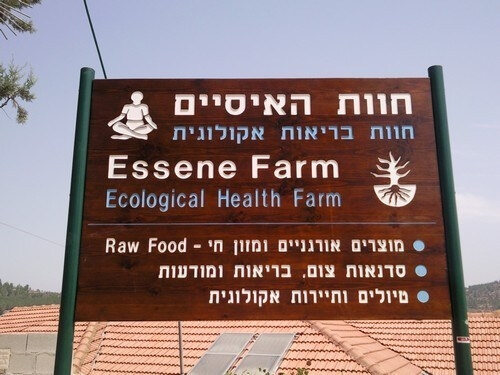 חוות האיסיים
חוות בריאות אקולוגית
Essene Farm
Ecological Health Farm
מוצרים אורגניים ומזון חי - Raw Food
סדנאות צום, בריאות ומודעות
טיולים ותיירות אקולוגית